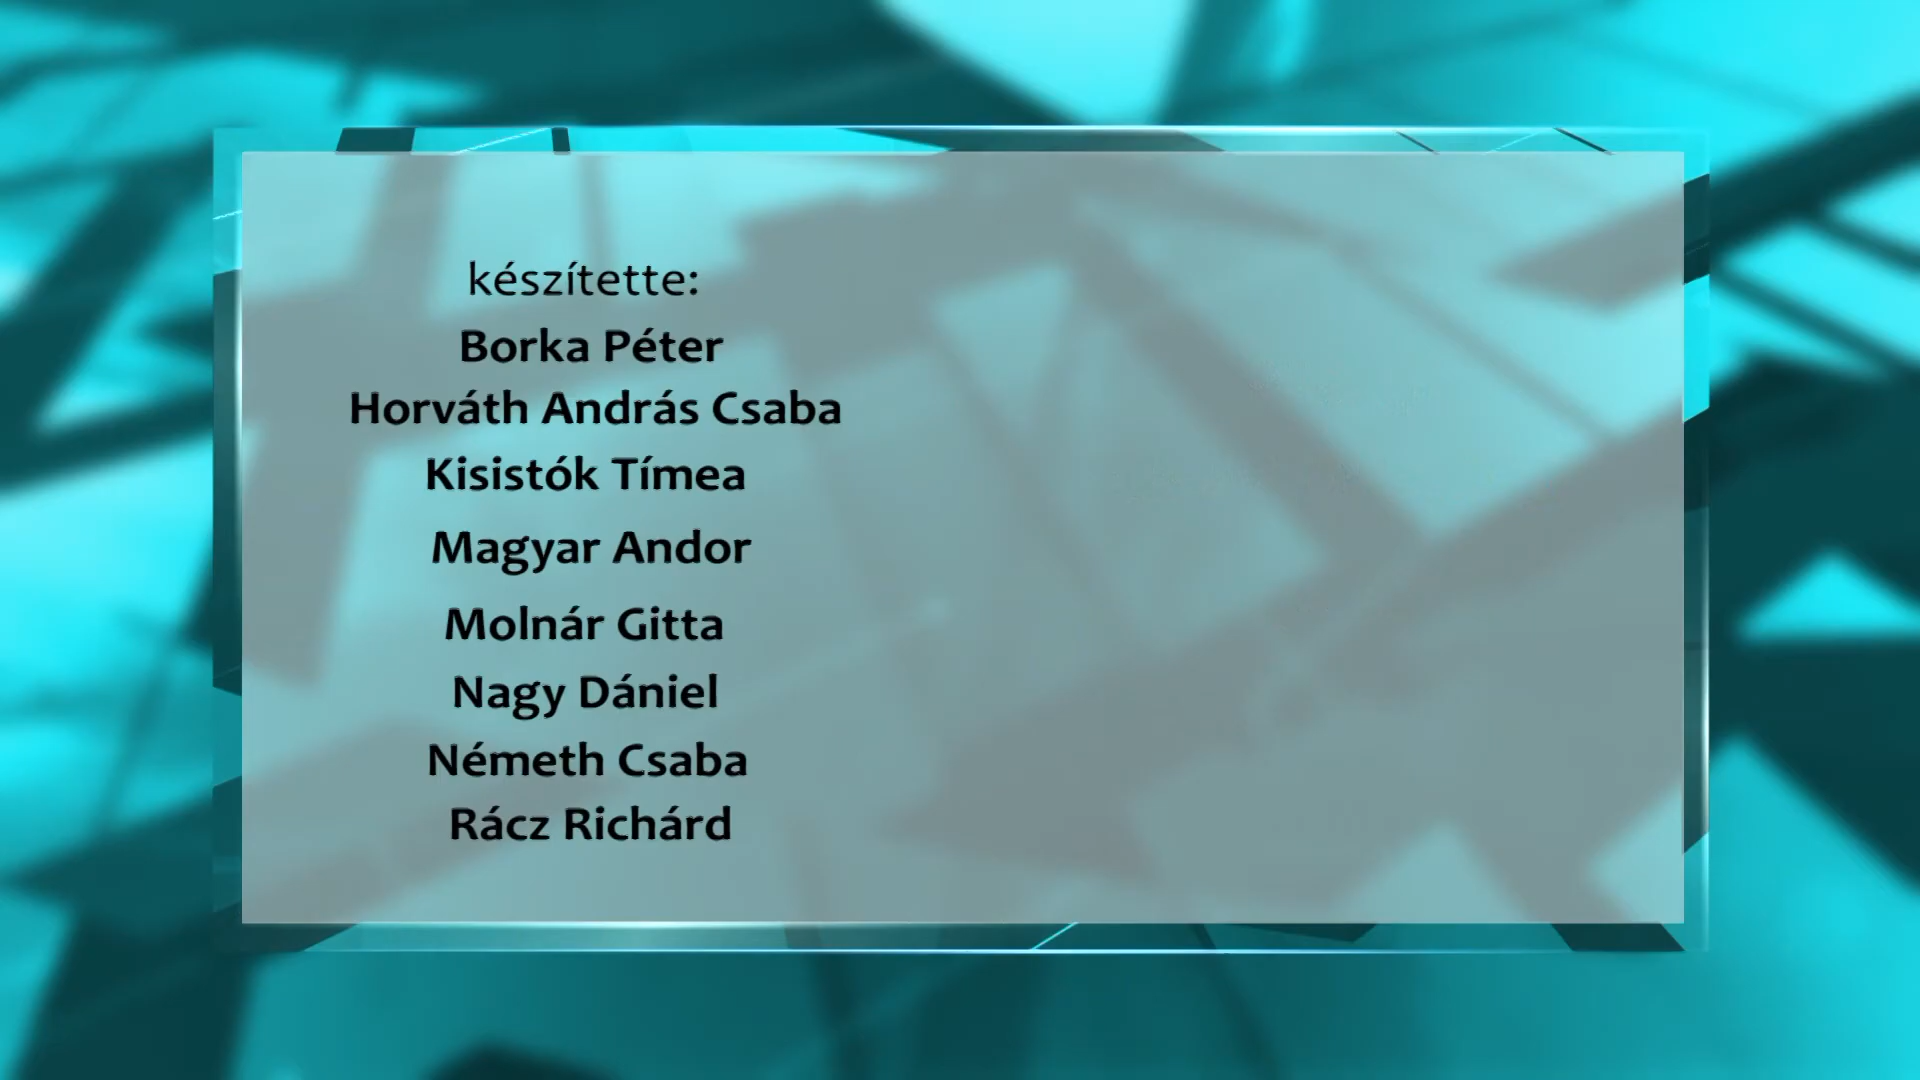 készítette:
Borka Péter
Horváth András Csaba
Kisistók Tímea
Magyar Andor
Molnár Gitta
Nagy Dániel
Németh Csaba
Rácz Richárd